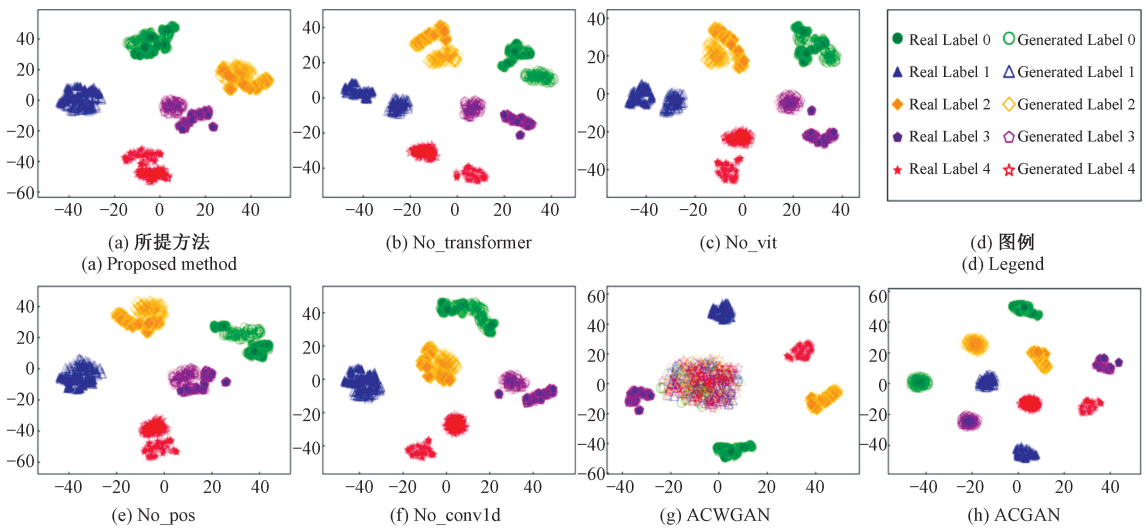 40
20
0
−20
−40
−60
−40 −20 0 20 40
(a) 所提方法
(a) Proposed method
40
20
0
−20
−40
−40 −20 0 20 40
(b) No_transformer
60
40
20
0
−20
−40
−40 −20 0 20 40
(c) No_vit
Real Label 0 Generated Label 0
Real Label 1 Generated Label 1
Real Label 2 Generated Label 2
Real Label 3 Generated Label 3
Real Label 4 Generated Label 4
(d) 图例
(d) Legend
40
20
0
−20
−40
−60
−40 −20 0 20 40
(e) No_pos
40
20
0
−20
−40
−40 −20 0 20 40
(f) No_conv1d
60
40
20
0
−20
−40
−60
−40 −20 0 20 40
(g) ACWGAN
60
40
20
0
−20
−40
−40 −20 0 20 40
(h) ACGAN